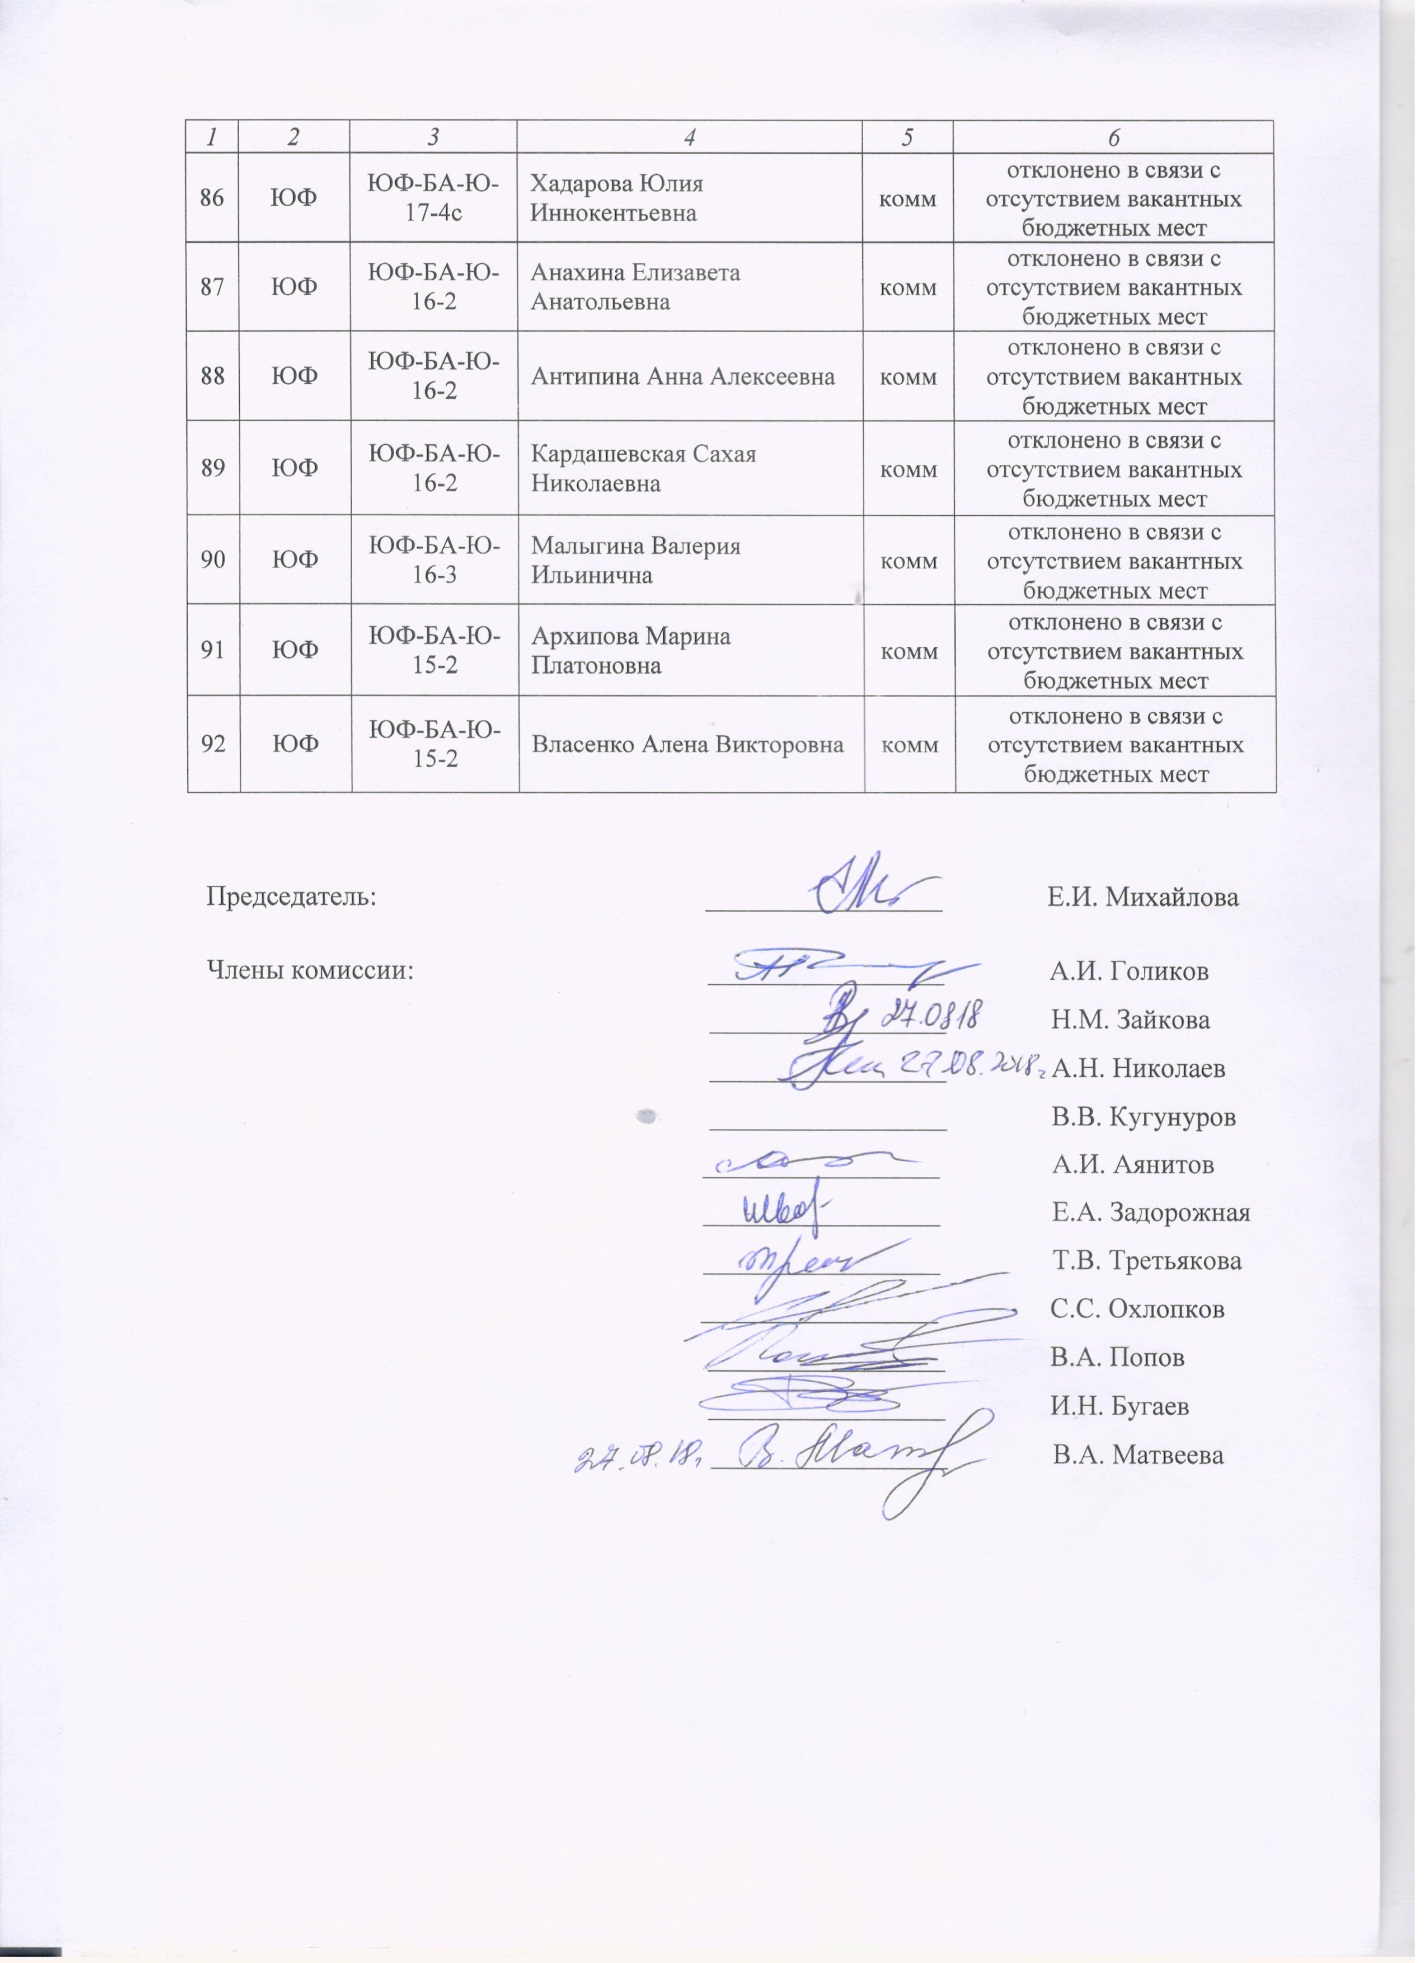 1 2 3 4 5 6
86 ЮФ ЮФ-БА-Ю-17-4с Хадарова Юлия Иннокентьевна комм отклонено в связи с отсутствием вакантных бюджетных мест
87 ЮФ ЮФ-БА-Ю-16-2 Анахина Елизавета Анатольевна комм отклонено в связи с отсутствием вакантных бюджетных мест
88 ЮФ ЮФ-БА-Ю-16-2 Антипина Анна Алексеевна комм отклонено в связи с отсутствием вакантных бюджетных мест
89 ЮФ ЮФ-БА-Ю-16-2 Кардашевская Сахая Николаевна комм отклонено в связи с отсутствием вакантных бюджетных мест
90 ЮФ ЮФ-БА-Ю-16-3 Малыгина Валерия Ильинична комм отклонено в связи с отсутствием вакантных бюджетных мест
91 ЮФ ЮФ-БА-Ю-15-2 Архипова Марина Платоновна комм отклонено в связи с отсутствием вакантных бюджетных мест
92 ЮФ ЮФ-БА-Ю-15-2 Власенко Алена Викторовна комм отклонено в связи с отсутствием вакантных бюджетных мест
Председатель: Е.И. Михайлова
Члены комиссии: А.И. Голиков
27.0818 Н.М. Зайкова
27.08.2018г А.Н. Николаев
В.В. Кугунуров
А.И. Аянитов
Е.А. Задорожная
Т.В. Третьякова
С.С. Охлопков
В.А. Попов
И.Н. Бугаев
27.08.18г В.А. Матвеева